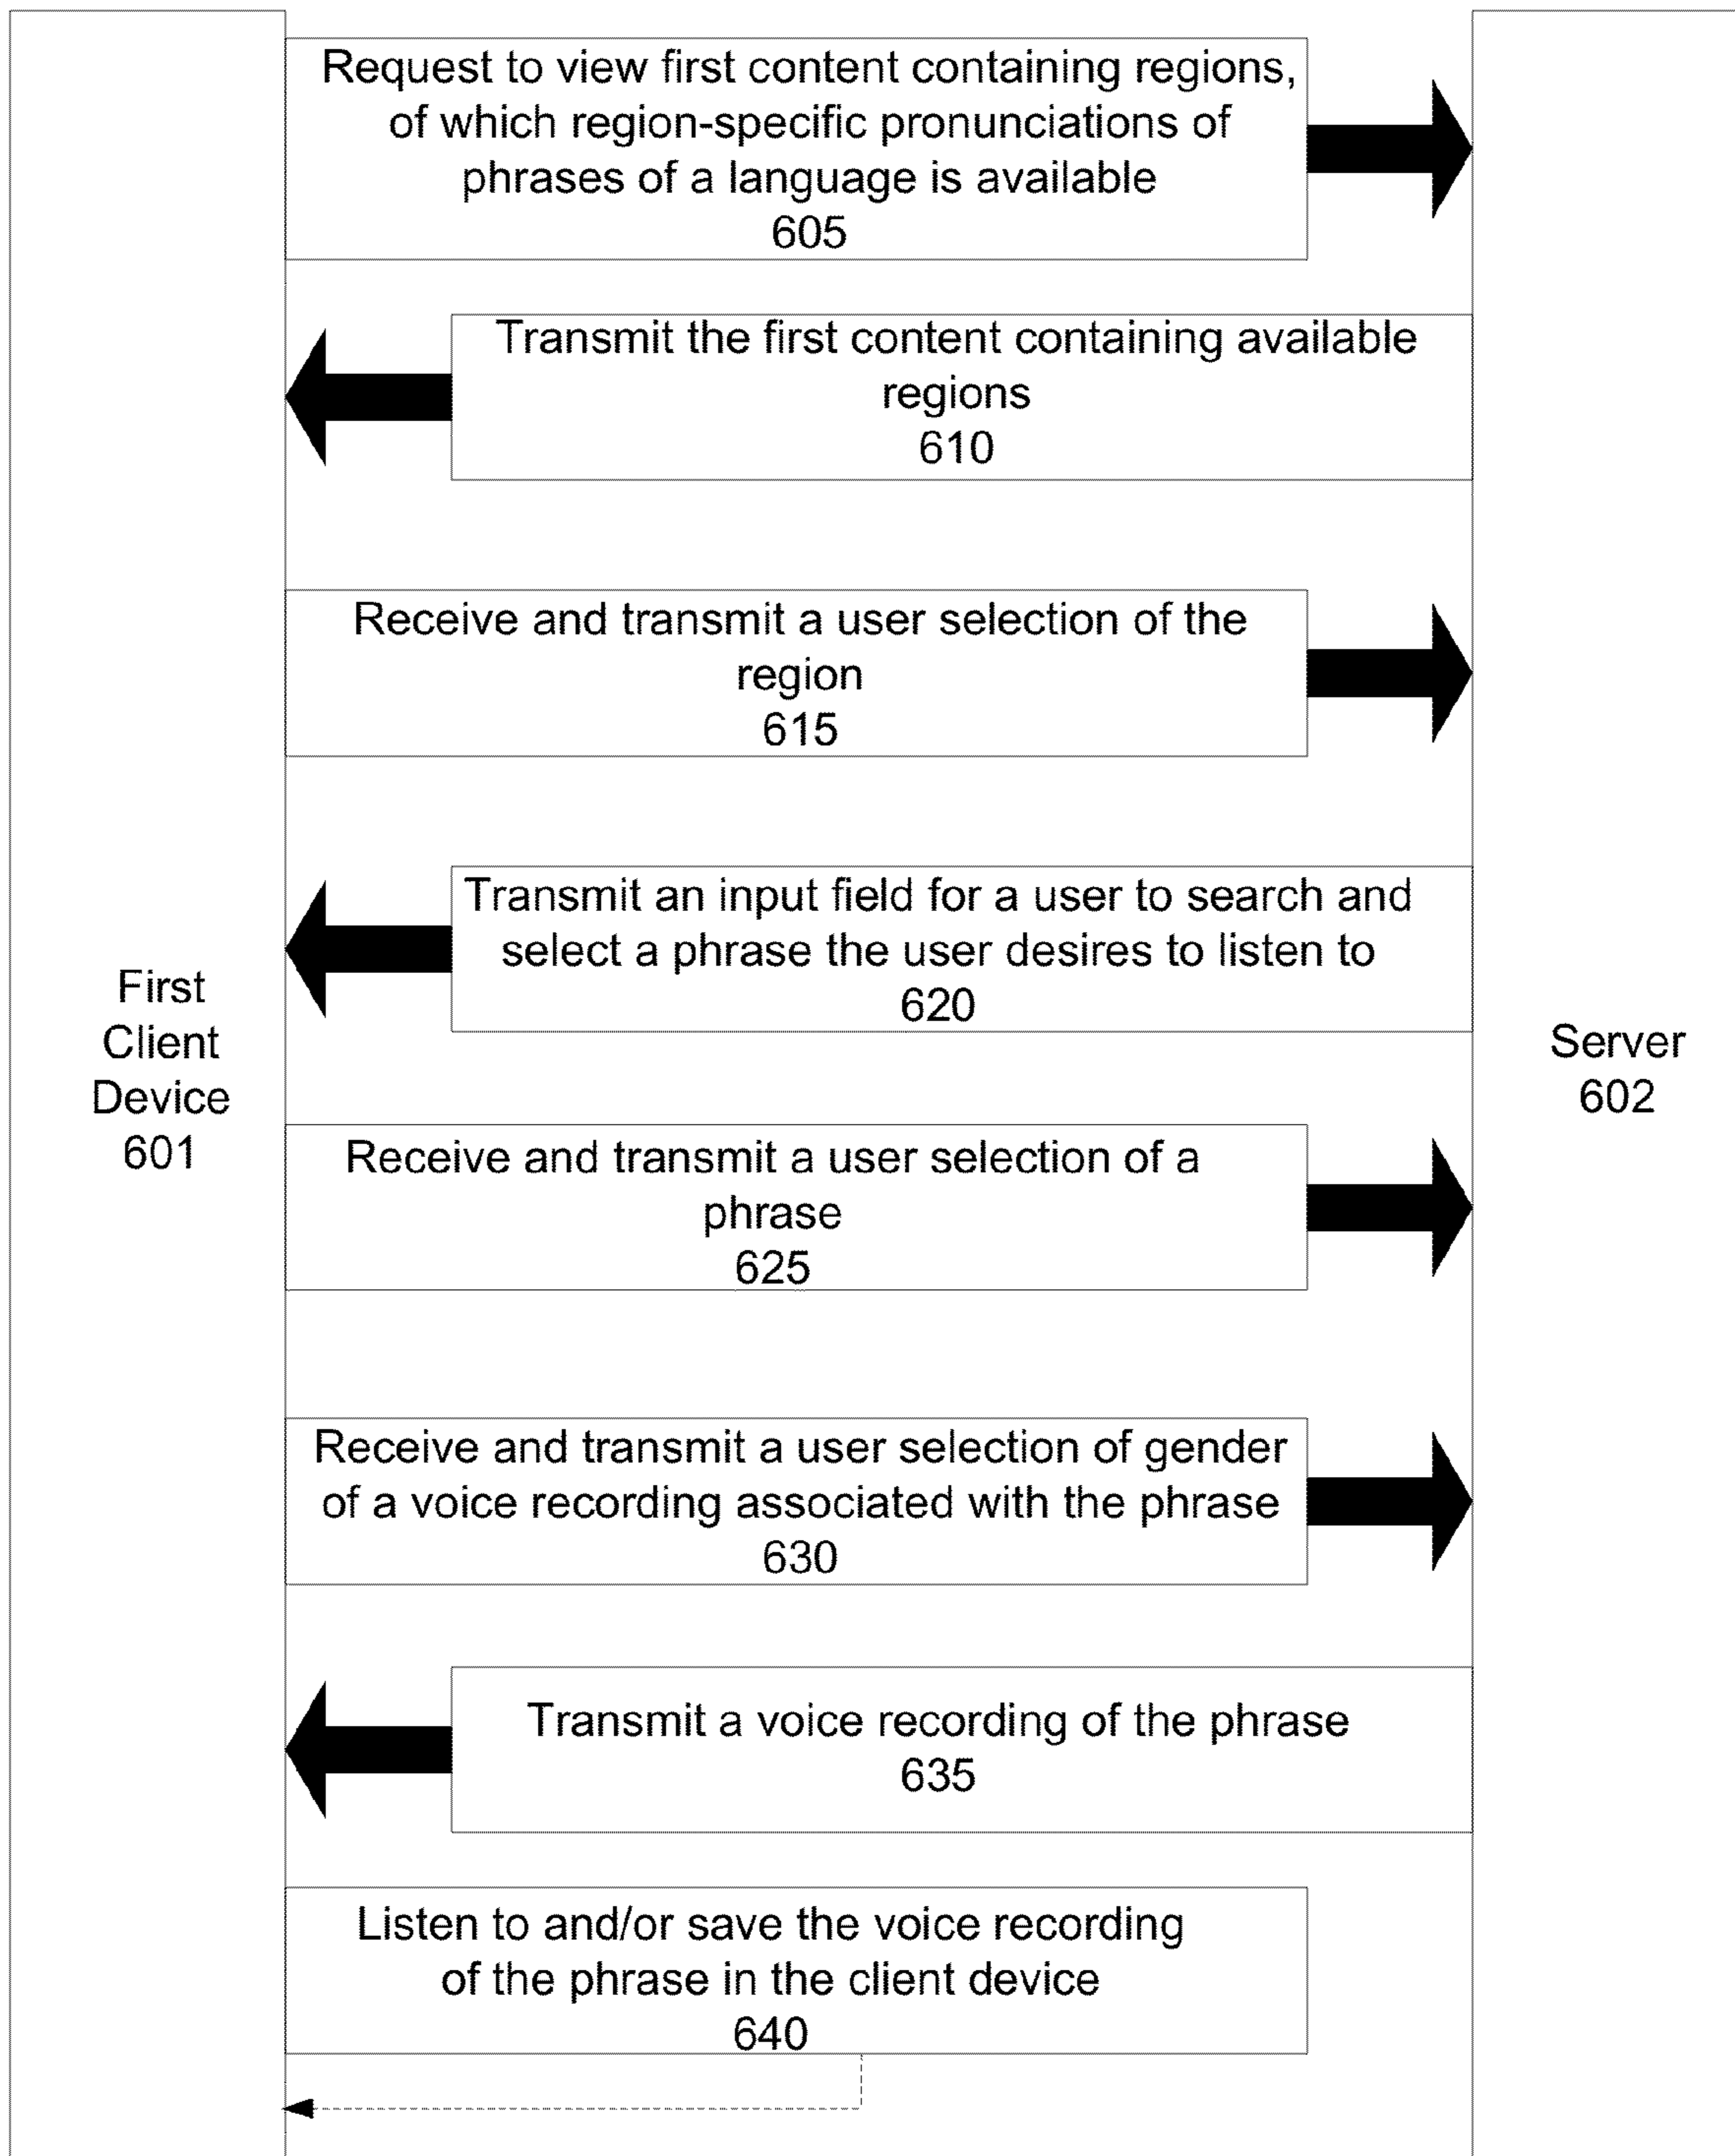 Request to view first content containing regions,
of which region-specific pronunciations of
phrases of a language is available
605
Transmit the first content containing available
regions
610
Receive and transmit a user selection of the
region
615
Transmit an input field for a user to search and
select a phrase the user desires to listen to
620
First
Client
Device
601
Server
602
Receive and transmit a user selection of a
phrase
625
Receive and transmit a user selection of gender
of a voice recording associated with the phrase
630
Transmit a voice recording of the phrase
635
Listen to and/or save the voice recording
of the phrase in the client device
640